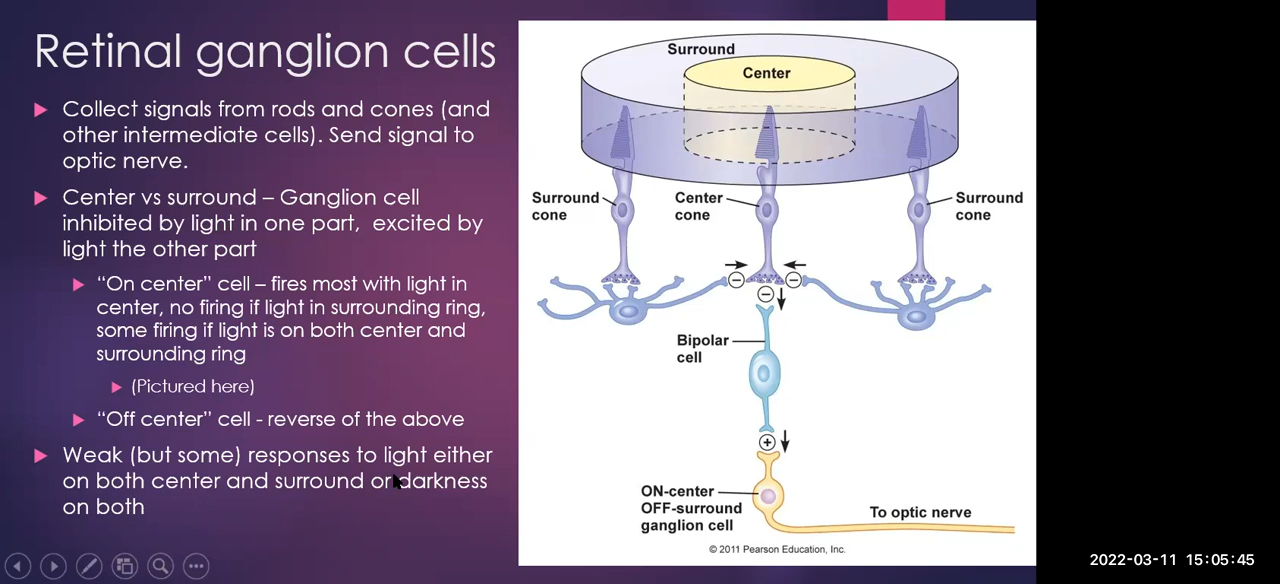 Retinal ganglion cells
Collect signals from rods and cones (and
other intermediate cells). Send signal to
optic nerve.
Center vs surround – Ganglion cell
inhibited by light in one part,  excited by
light the other part
“On center” cell – fires most with light in
center, no firing if light in surrounding ring,
some firing if light is on both center and
surrounding ring
(Pictured here)
“Off center” cell - reverse of the above
Weak (but some) responses to light either
on both center and surround or darkness
on both
Surround
Center
Surround
cone
Center
cone
Surround
cone
Bipolar
cell
ON-center
OFF-surround
ganglion cell
To optic nerve
© 2011 Pearson Education, Inc.
2022-03-11 15:05:45